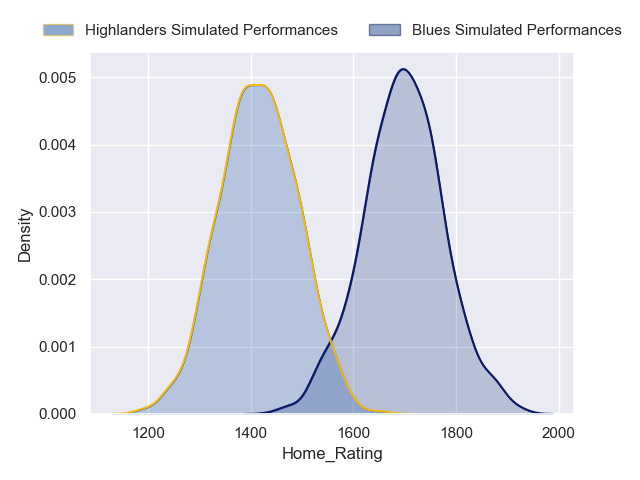 Highlanders Simulated Performances
Blues Simulated Performances
0.005
0.004
0.003
0.002
0.001
0.000
Density
1200
1400
1600
1800
2000
Home_Rating